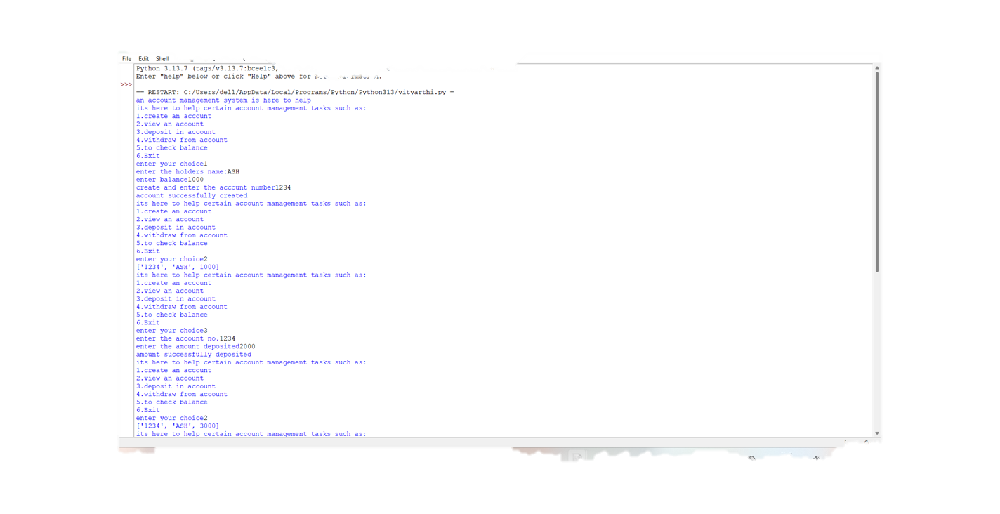 File Edit Shell
Python 3.13.7 (tags/v3.13.7:bcee1c3,
Enter "help" below or click "Help" above for
>>>
== RESTART: C:/Users/dell/AppData/Local/Programs/Python/Python313/vityarthi.py =
an account management system is here to help
its here to help certain account management tasks such as:
1.create an account
2.view an account
3.deposit in account
4.withdraw from account
5.to check balance
6.Exit
enter your choice1
enter the holders name:ASH
enter balance1000
create and enter the account number1234
account successfully created
its here to help certain account management tasks such as:
1.create an account
2.view an account
3.deposit in account
4.withdraw from account
5.to check balance
6.Exit
enter your choice2
['1234', 'ASH', 1000]
its here to help certain account management tasks such as:
1.create an account
2.view an account
3.deposit in account
4.withdraw from account
5.to check balance
6.Exit
enter your choice3
enter the account no.1234
enter the amount deposited2000
amount successfully deposited
its here to help certain account management tasks such as:
1.create an account
2.view an account
3.deposit in account
4.withdraw from account
5.to check balance
6.Exit
enter your choice2
['1234', 'ASH', 3000]
its here to help certain account management tasks such as: